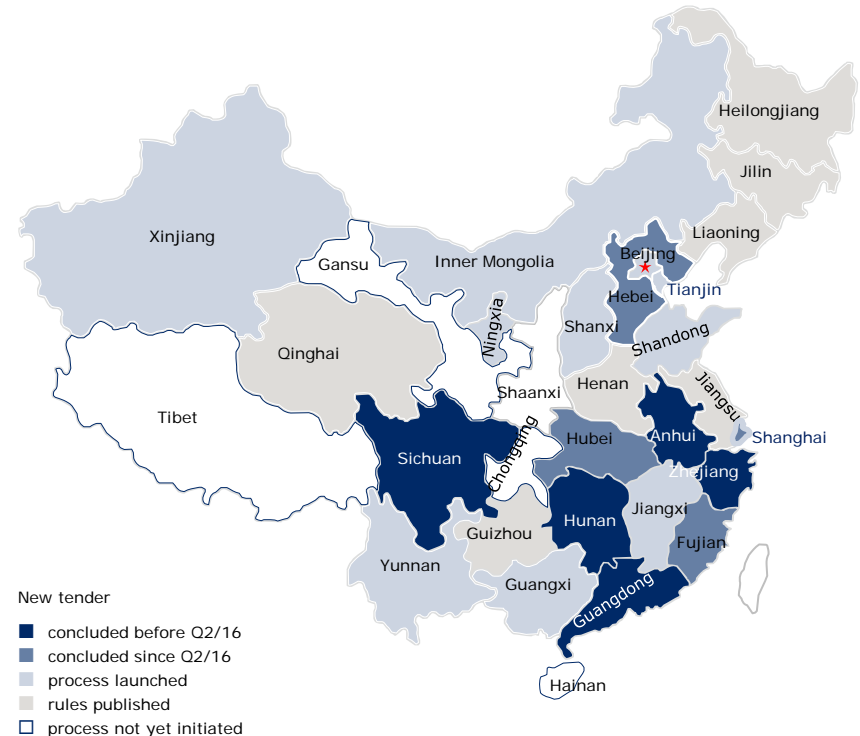 Heilongjiang
Jilin
Liaoning
Xinjiang
Gansu
Inner Mongolia
Beijing
Tianjin
Hebei
Ningxia
Shanxi
Shandong
Qinghai
Shaanxi
Henan
Jiangsu
Tibet
Chongqing
Hubei
Anhui
Shanghai
Sichuan
Zhejiang
Hunan
Jiangxi
Guizhou
Fujian
Yunnan
Guangxi
Guangdong
Hainan
New tender
concluded before Q2/16
concluded since Q2/16
process launched
rules published
process not yet initiated